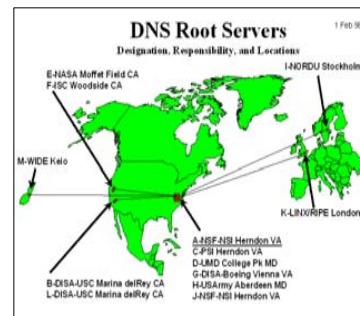 DNS Root Servers
1 Feb 98
Designation, Responsibility, and Locations
I-NORDU Stockholm
E-NASA Moffet Field CA
F-ISC Woodside CA
M-WIDE Keio
K-LINX/RIPE London
A-NSF-NSI Herndon VA
C-PSI Herndon VA
D-UMD College Pk MD
G-DISA-Boeing Vienna VA
H-USArmy Aberdeen MD
J-NSF-NSI Herndon VA
B-DISA-USC Marina delRey CA
L-DISA-USC Marina delRey CA